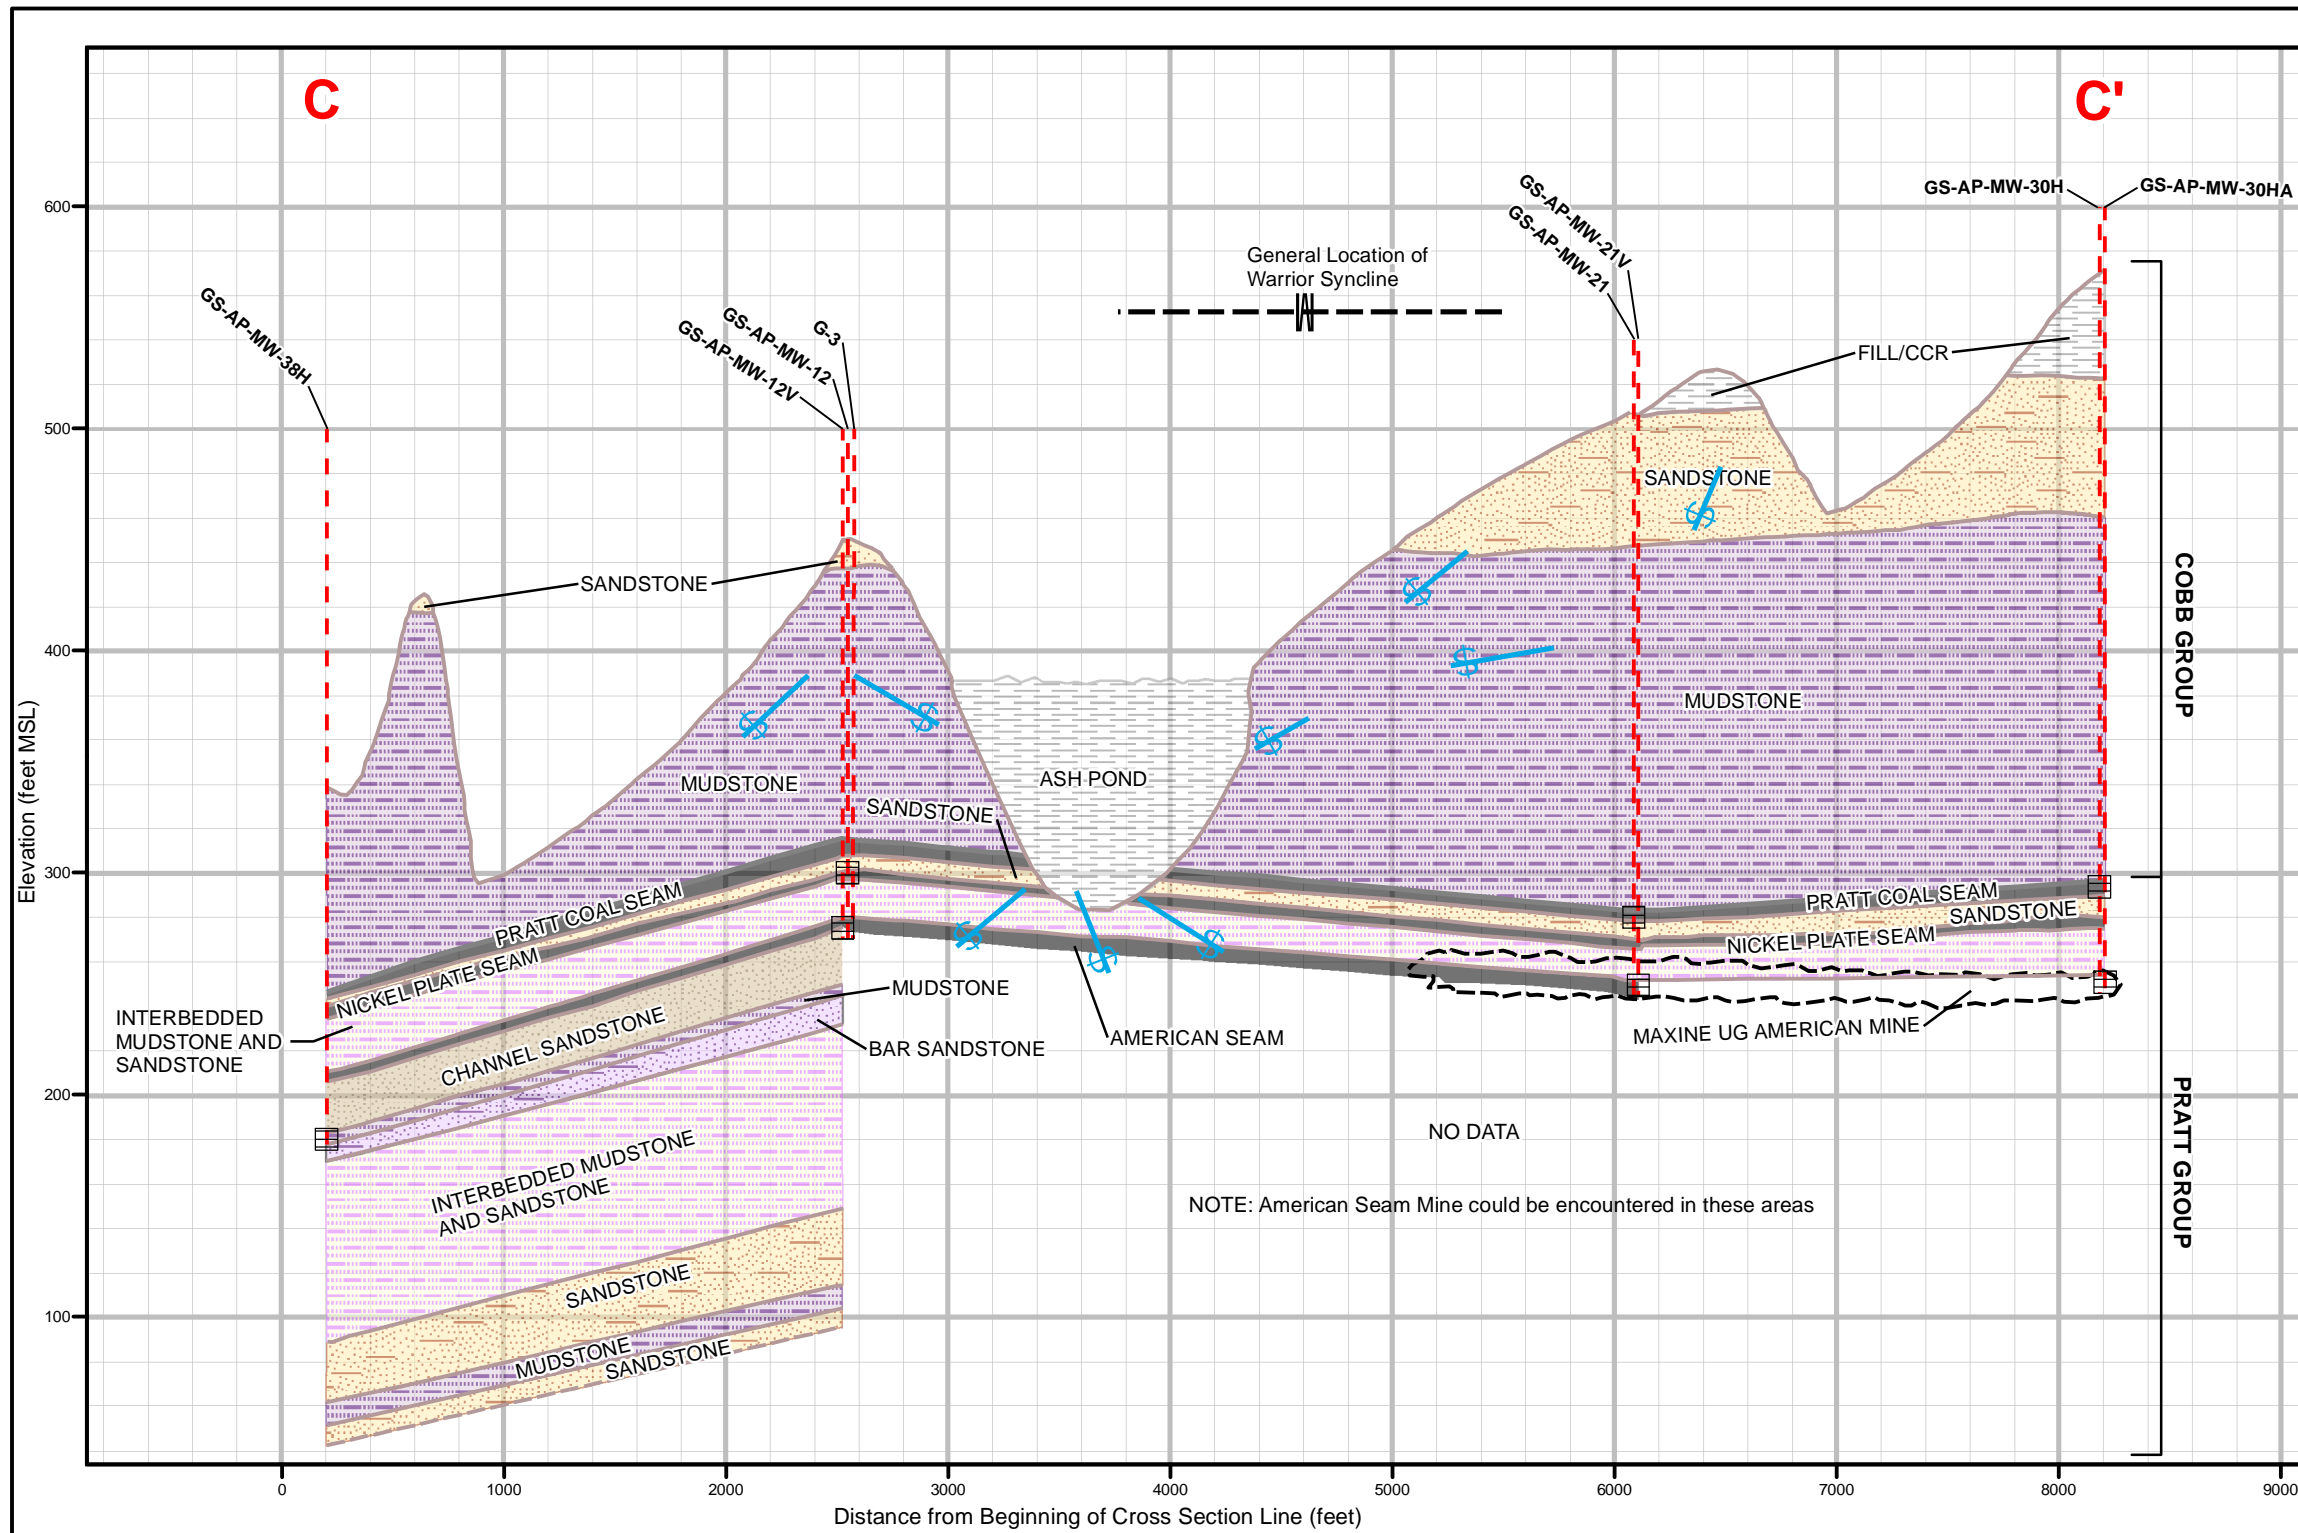 C
C'
600
500
400
300
200
100
Elevation (feet MSL)
GS-AP-MW-38H
GS-AP-MW-12V
GS-AP-MW-12
G-3
General Location of
Warrior Syncline
GS-AP-MW-21V
GS-AP-MW-21
GS-AP-MW-30H
GS-AP-MW-30HA
FILL/CCR
SANDSTONE
SANDSTONE
MUDSTONE
MUDSTONE
SANDSTONE
ASH POND
COBB GROUP
PRATT GROUP
PRATT COAL SEAM
NICKEL PLATE SEAM
PRATT COAL SEAM
SANDSTONE
NICKEL PLATE SEAM
INTERBEDDED
MUDSTONE AND
SANDSTONE
CHANNEL SANDSTONE
MUDSTONE
BAR SANDSTONE
AMERICAN SEAM
MAXINE UG AMERICAN MINE
INTERBEDDED MUDSTONE
AND SANDSTONE
NO DATA
NOTE: American Seam Mine could be encountered in these areas
SANDSTONE
MUDSTONE
SANDSTONE
$
$
$
$
$
$
$
$
$
0
1000
2000
3000
4000
5000
6000
7000
8000
9000
Distance from Beginning of Cross Section Line (feet)